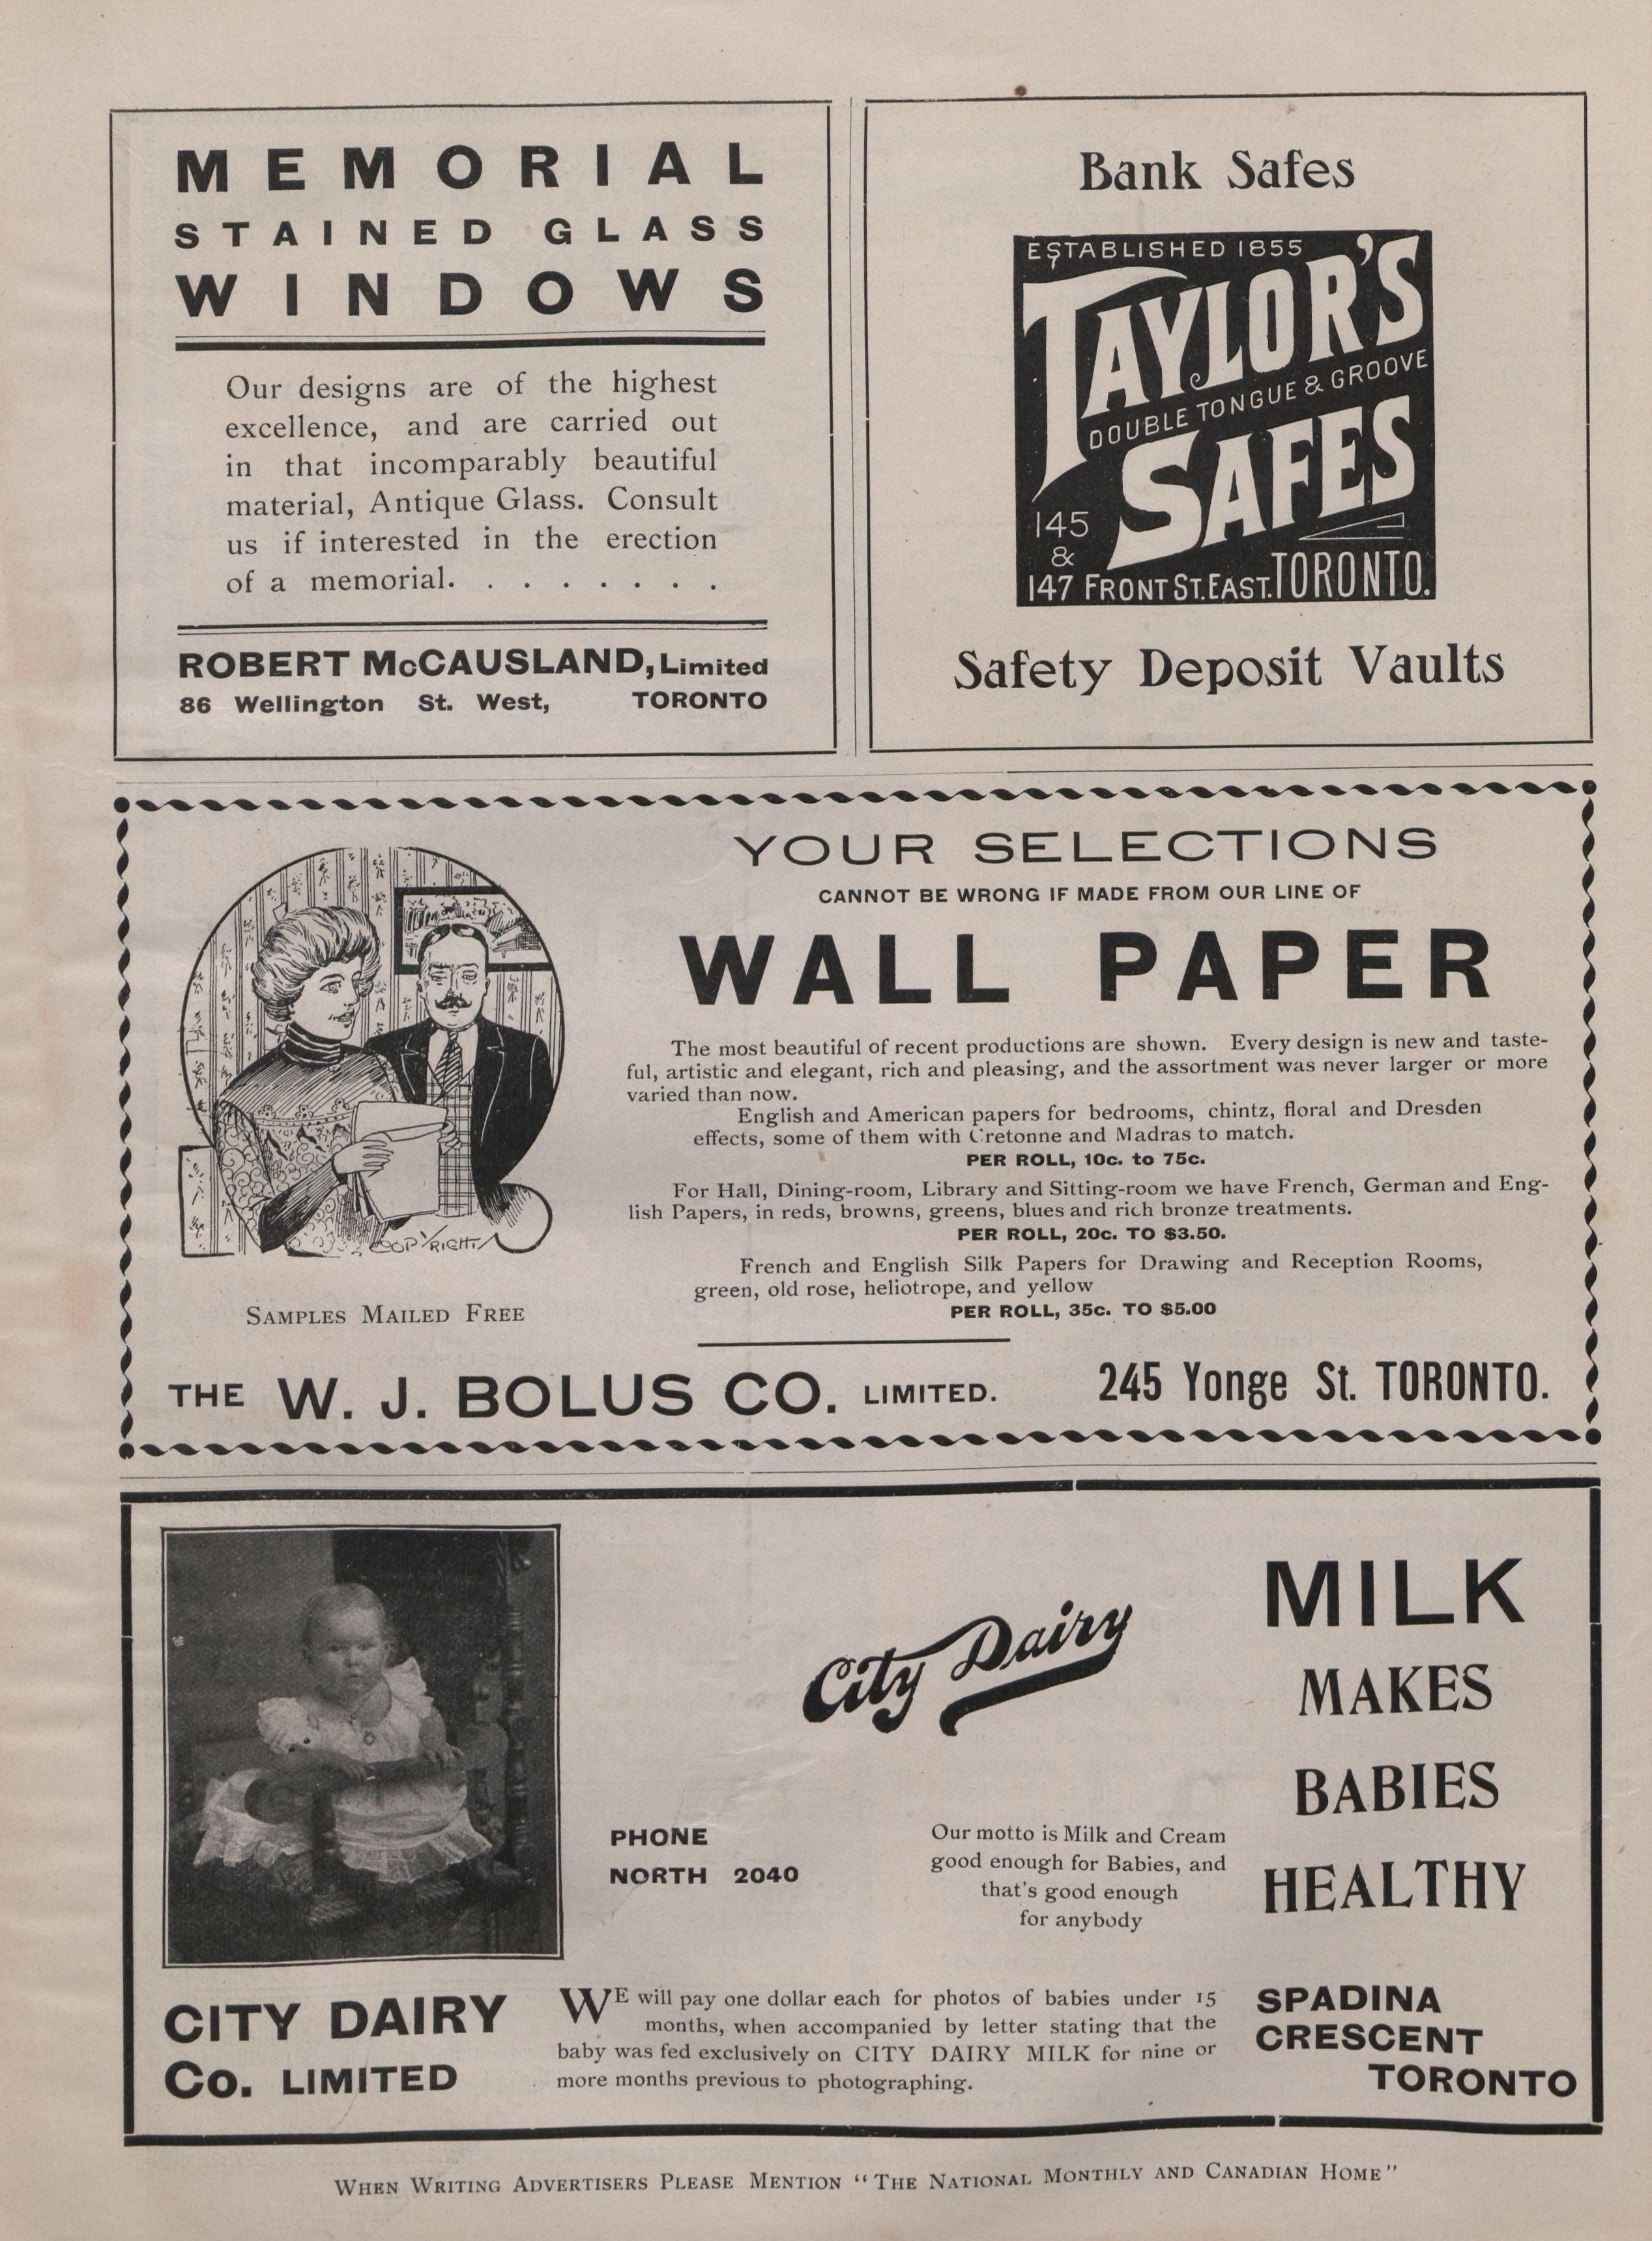 MEMORIAL
STAINED GLASS
WINDOWS
Our designs are of the highest
excellence, and are carried out
in that incomparably beautiful
material, Antique Glass. Consult
us if interested in the erection
of a memorial. . . . . . . .
ROBERT McCAUSLAND, Limited
86 Wellington St. West, TORONTO
Bank Safes
ESTABLISHED 1855
TAYLOR'S
DOUBLE TONGUE & GROOVE
SAFES
145
&
147 FRONT ST. EAST. TORONTO.
Safety Deposit Vaults
YOUR SELECTIONS
CANNOT BE WRONG IF MADE FROM OUR LINE OF
WALL PAPER
The most beautiful of recent productions are shown. Every design is new and taste-
ful, artistic and elegant, rich and pleasing, and the assortment was never larger or more
varied than now.
English and American papers for bedrooms, chintz, floral and Dresden
effects, some of them with Cretonne and Madras to match.
PER ROLL, 10c. to 75c.
For Hall, Dining-room, Library and Sitting-room we have French, German and Eng-
lish Papers, in reds, browns, greens, blues and rich bronze treatments.
PER ROLL, 20c. TO $3.50.
French and English Silk Papers for Drawing and Reception Rooms,
green, old rose, heliotrope, and yellow
PER ROLL, 35c. TO $5.00
COPYRIGHT
SAMPLES MAILED FREE
THE W. J. BOLUS CO. LIMITED. 245 Yonge St. TORONTO.
City Dairy
MILK
MAKES
BABIES
HEALTHY
PHONE
NORTH 2040
Our motto is Milk and Cream
good enough for Babies, and
that's good enough
for anybody
CITY DAIRY
Co. LIMITED
WE will pay one dollar each for photos of babies under 15
months, when accompanied by letter stating that the
baby was fed exclusively on CITY DAIRY MILK for nine or
more months previous to photographing.
SPADINA
CRESCENT
TORONTO
WHEN WRITING ADVERTISERS PLEASE MENTION "THE NATIONAL MONTHLY AND CANADIAN HOME"